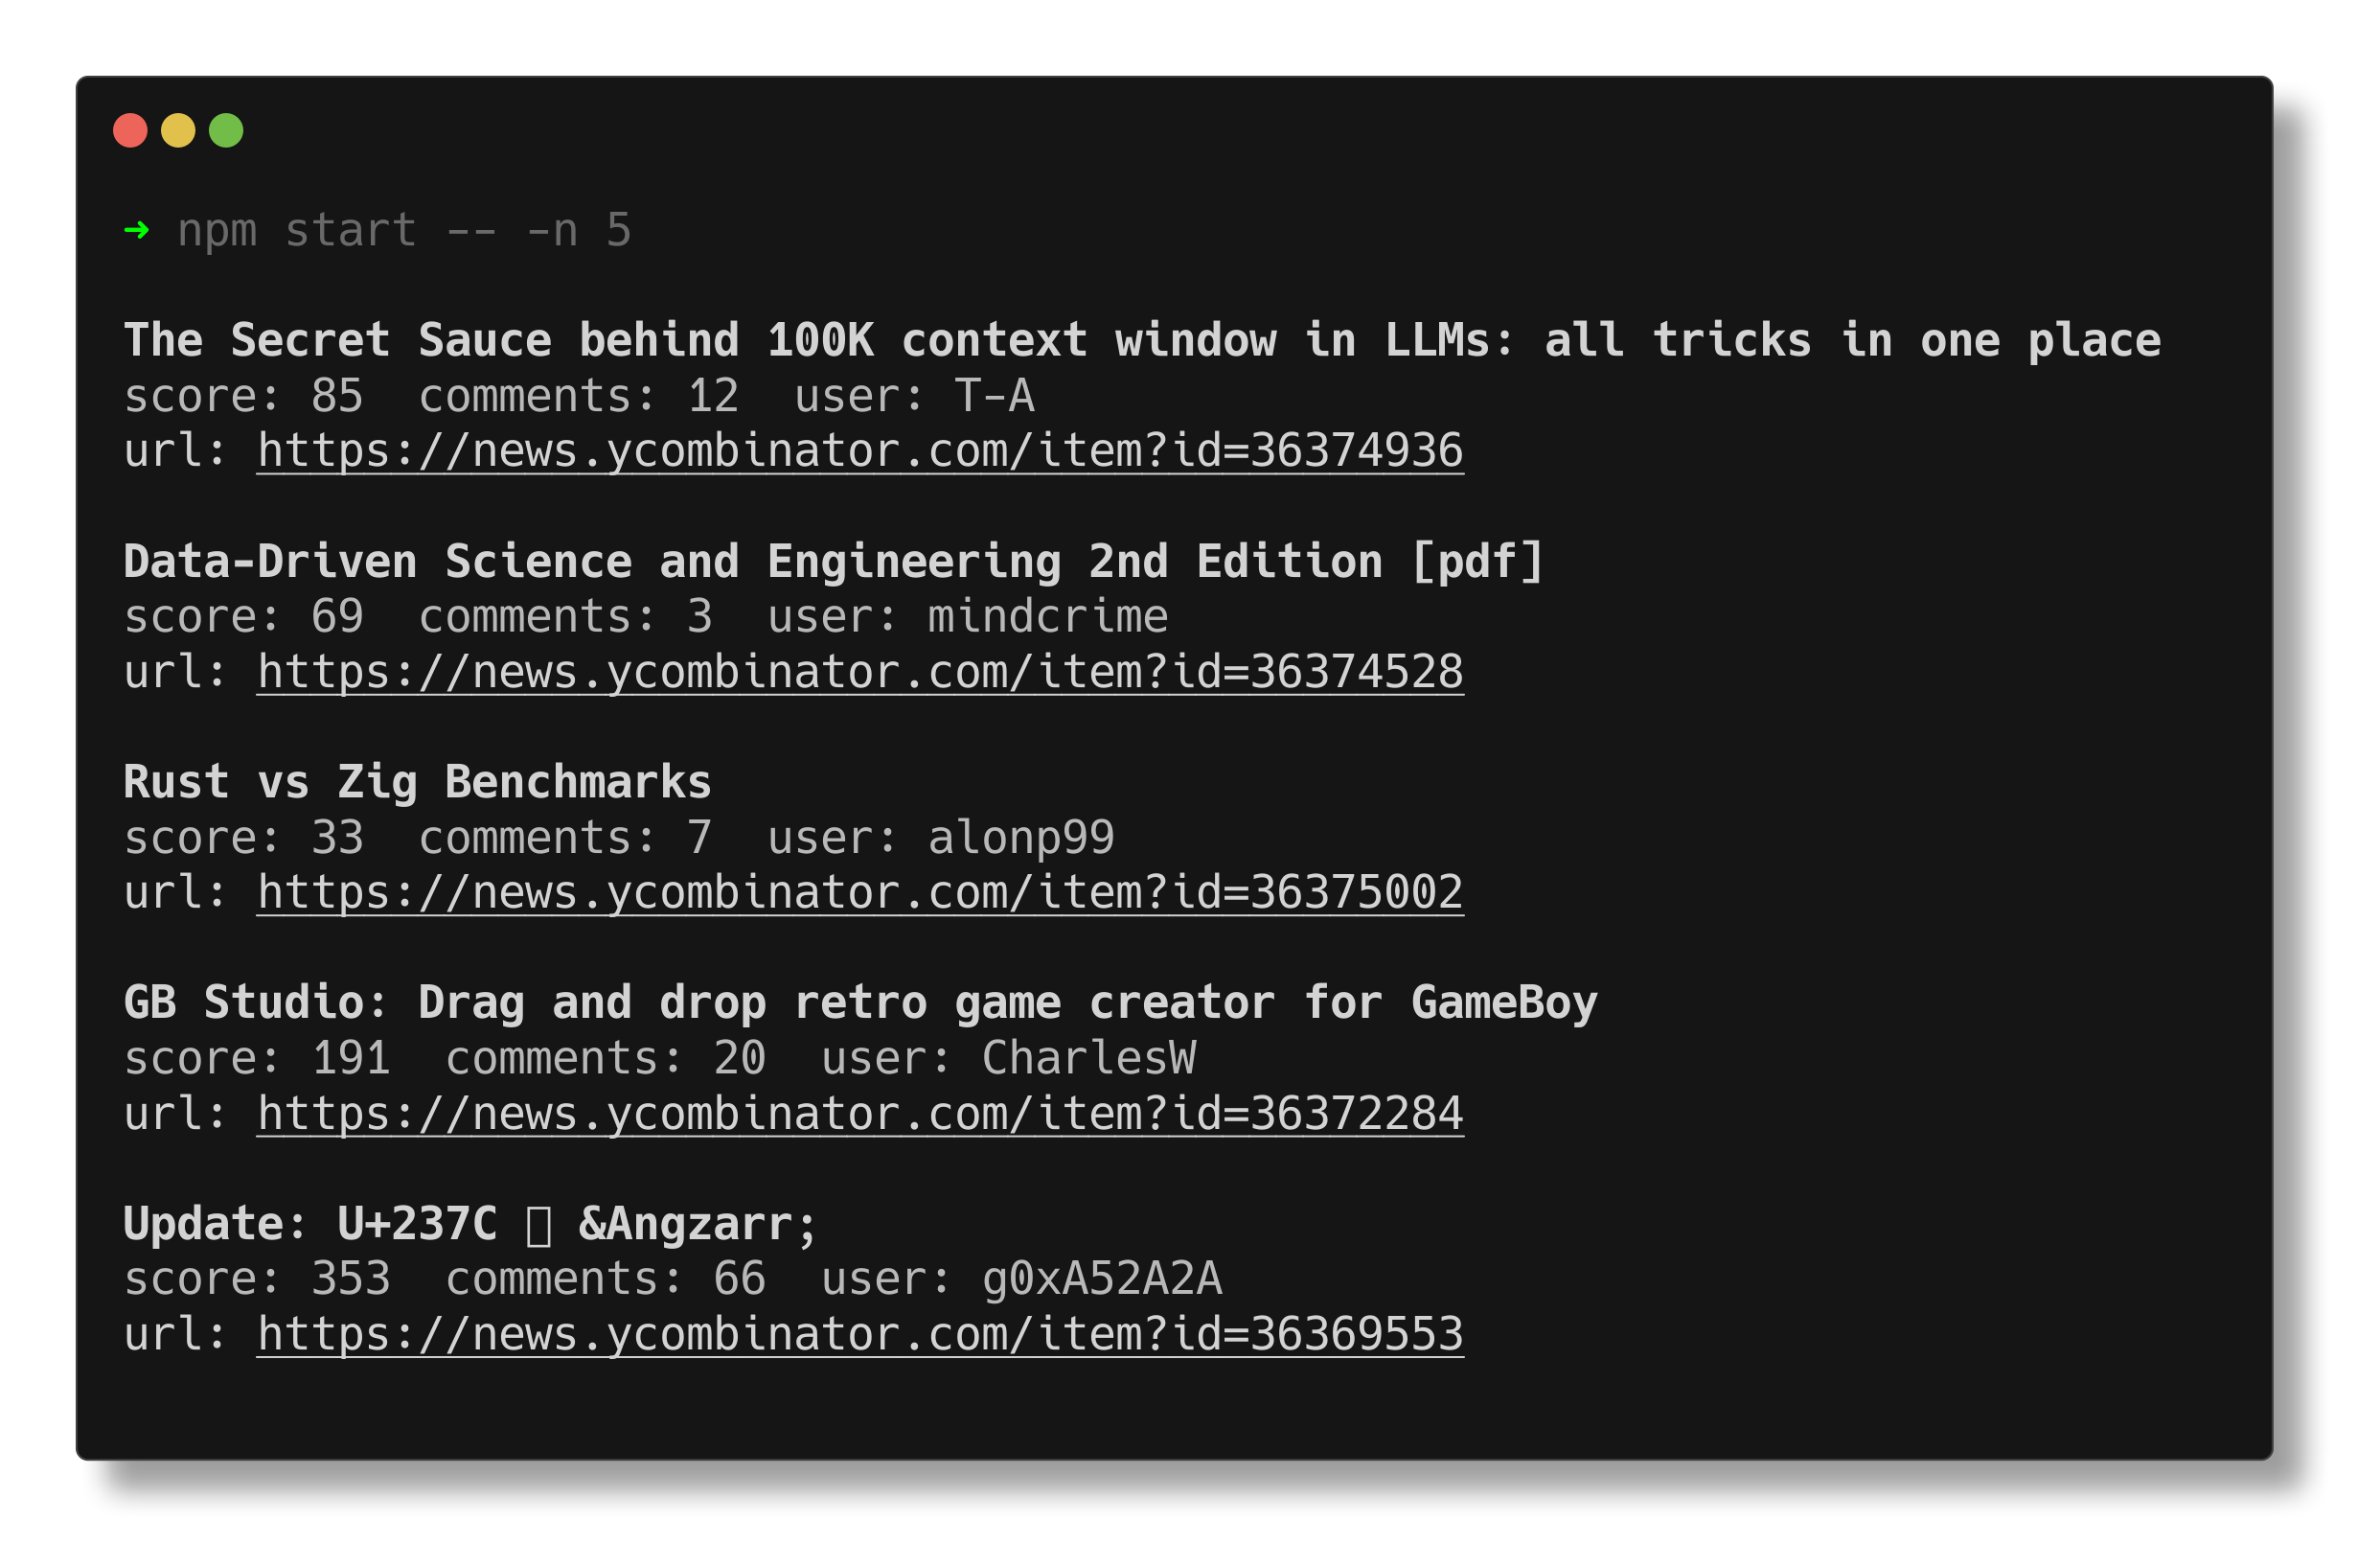 ➜ npm start -- -n 5
The Secret Sauce behind 100K context window in LLMs: all tricks in one place
score: 85  comments: 12  user: T-A
url: https://news.ycombinator.com/item?id=36374936
Data-Driven Science and Engineering 2nd Edition [pdf]
score: 69  comments: 3  user: mindcrime
url: https://news.ycombinator.com/item?id=36374528
Rust vs Zig Benchmarks
score: 33  comments: 7  user: alonp99
url: https://news.ycombinator.com/item?id=36375002
GB Studio: Drag and drop retro game creator for GameBoy
score: 191  comments: 20  user: CharlesW
url: https://news.ycombinator.com/item?id=36372284
Update: U+237C ▯ &Angzarr;
score: 353  comments: 66  user: g0xA52A2A
url: https://news.ycombinator.com/item?id=36369553